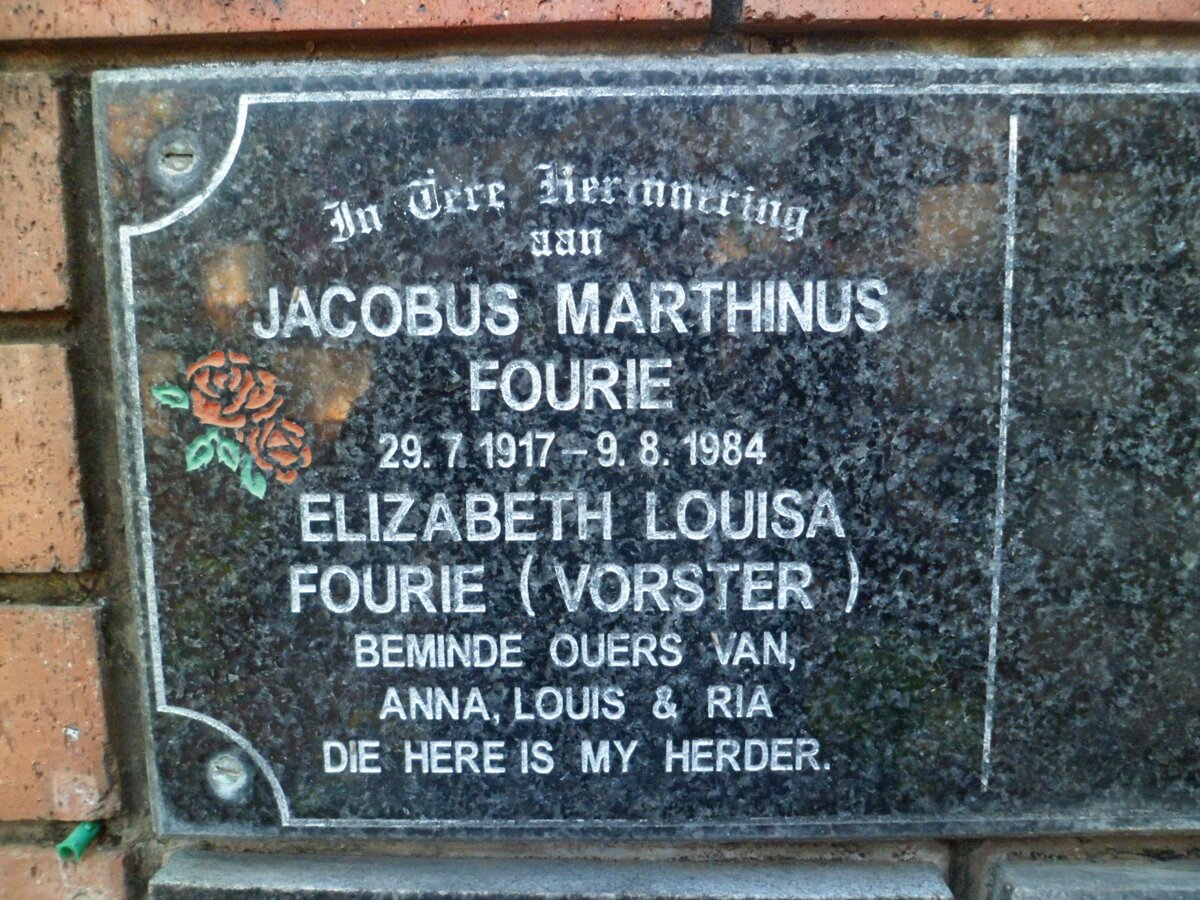 In Tere Herinnering
aan
JACOBUS MARTHINUS
FOURIE
29. 7. 1917 – 9. 8. 1984
ELIZABETH LOUISA
FOURIE ( VORSTER )
BEMINDE OUERS VAN,
ANNA, LOUIS & RIA
DIE HERE IS MY HERDER.